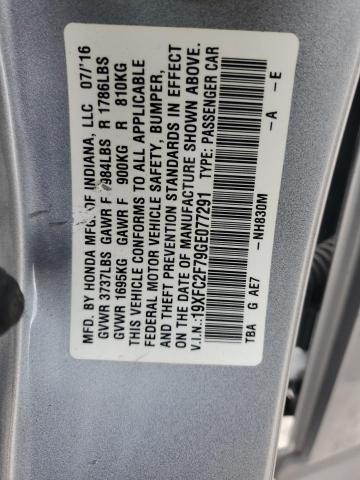 MFD. BY HONDA MFG. OF INDIANA, LLC 07/'16
GVWR 3737LBS GAWR F 1984LBS R 1786LBS
GVWR 1695KG GAWR F 900KG R 810KG
THIS VEHICLE CONFORMS TO ALL APPLICABLE
FEDERAL MOTOR VEHICLE SAFETY, BUMPER,
AND THEFT PREVENTION STANDARDS IN EFFECT
ON THE DATE OF MANUFACTURE SHOWN ABOVE.
V.I.N.:19XFC2F79GE077291 TYPE: PASSENGER CAR
TBA G AE7 -NH830M -A -E